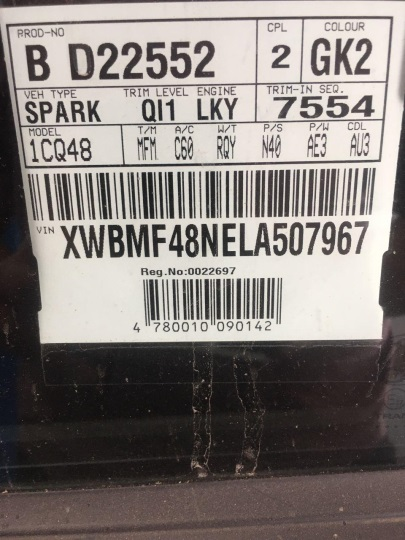 PROD-NO CPL COLOUR
B D22552 2 GK2
VEH TYPE TRIM LEVEL ENGINE TRIM-IN SEQ.
SPARK QI1 LKY 7554
MODEL T/M A/C W/T P/S P/W CDL
1CQ48 MFM C60 RQY N40 AE3 AU3
VIN XWBMF48NELA507967
Reg.No:0022697
4 780010 090142